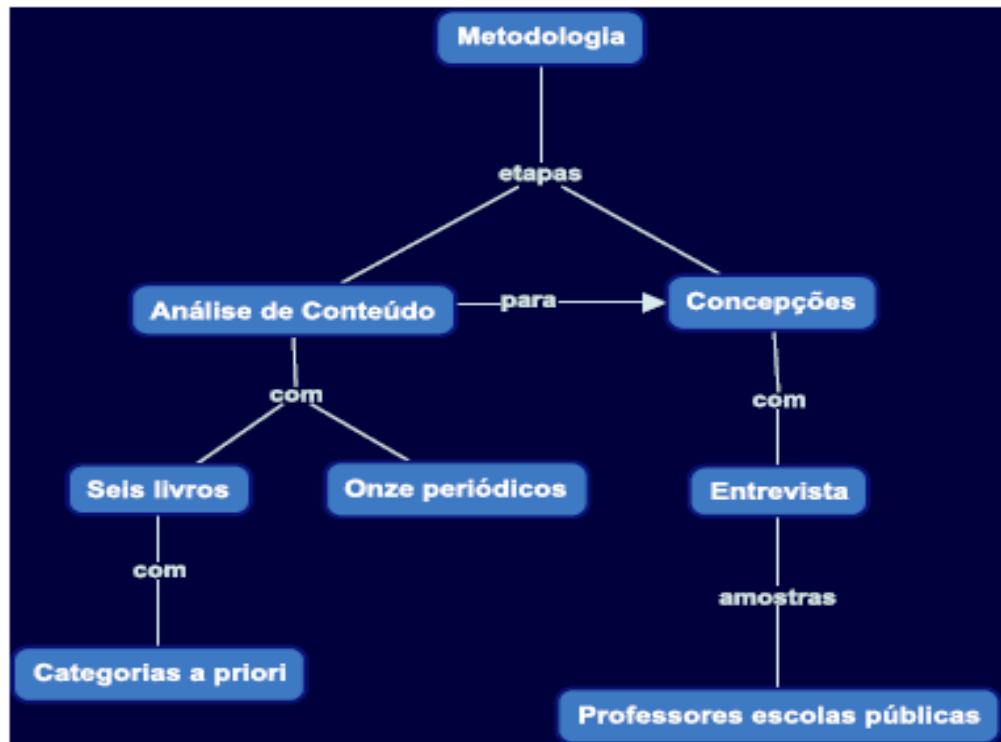 Metodologia
etapas
Análise de Conteúdo
para
Concepções
com
com
Seis livros
Onze periódicos
Entrevista
com
amostras
Categorias a priori
Professores escolas públicas